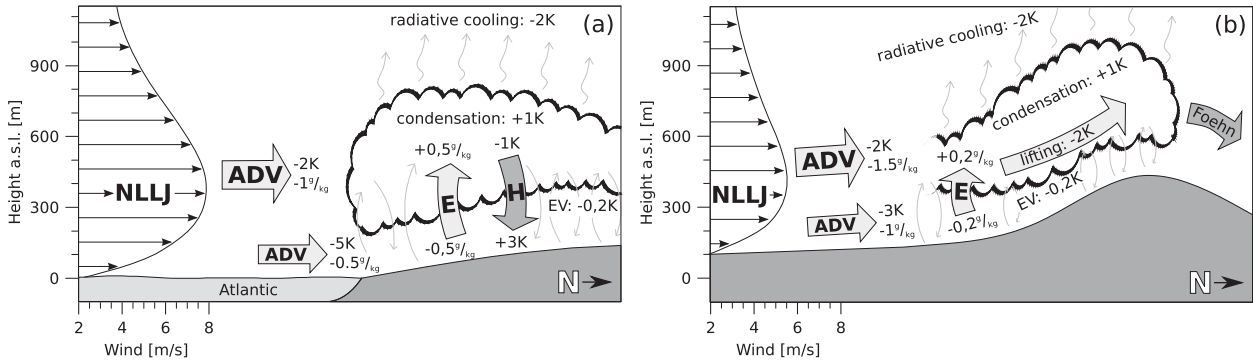 (a)
radiative cooling: -2K
900
600
300
0
Height a.s.l. [m]
condensation: +1K
+0,5g/kg
-1K
ADV
-2K
-1g/kg
NLLJ
E
H
EV: -0,2K
ADV
-5K
-0.5g/kg
-0,5g/kg
+3K
Atlantic
N
2 4 6 8
Wind [m/s]
(b)
radiative cooling: -2K
900
600
300
0
Height a.s.l. [m]
condensation: +1K
Foehn
ADV
-2K
-1.5g/kg
+0,2g/kg
lifting: -2K
NLLJ
E
EV: -0,2K
ADV
-3K
-1g/kg
-0,2g/kg
N
2 4 6 8
Wind [m/s]